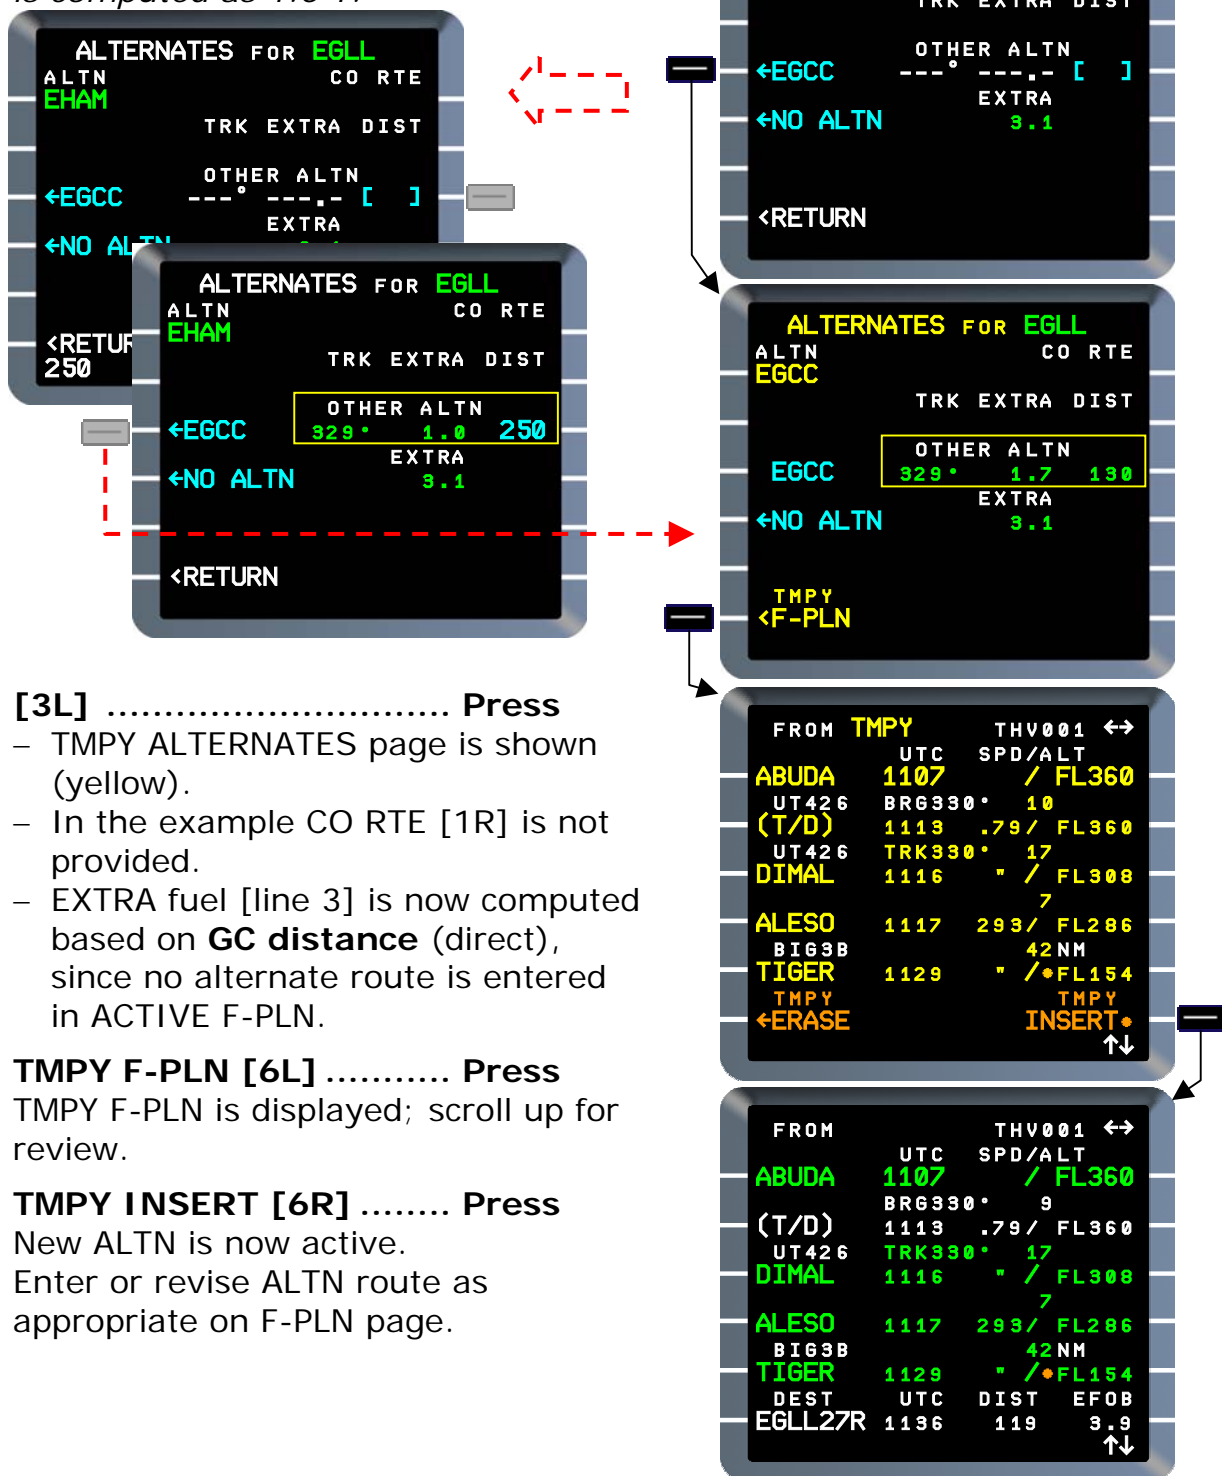 is computed as 1.0 T.
ALTERNATES FOR EGLL
ALTN CO RTE
EHAM
TRK EXTRA DIST
OTHER ALTN
←EGCC ---° ---.- [ ]
EXTRA
←NO ALTN
<RETUR
250
ALTERNATES FOR EGLL
ALTN CO RTE
EHAM
TRK EXTRA DIST
OTHER ALTN
←EGCC 329° 1.0 250
EXTRA
←NO ALTN 3.1
<RETURN
[3L] .............................. Press
– TMPY ALTERNATES page is shown
(yellow).
– In the example CO RTE [1R] is not
provided.
– EXTRA fuel [line 3] is now computed
based on GC distance (direct),
since no alternate route is entered
in ACTIVE F-PLN.
TMPY F-PLN [6L] ........... Press
TMPY F-PLN is displayed; scroll up for
review.
TMPY INSERT [6R] ........ Press
New ALTN is now active.
Enter or revise ALTN route as
appropriate on F-PLN page.
TRK EXTRA DIST
OTHER ALTN
←EGCC ---° ---.- [ ]
EXTRA
←NO ALTN 3.1
<RETURN
ALTERNATES FOR EGLL
ALTN CO RTE
EGCC
TRK EXTRA DIST
OTHER ALTN
EGCC 329° 1.7 130
EXTRA
←NO ALTN 3.1
TMPY
<F-PLN
FROM TMPY THV001 ←→
UTC SPD/ALT
ABUDA 1107 / FL360
UT426 BRG330° 10
(T/D) 1113 .79/ FL360
UT426 TRK330° 17
DIMAL 1116 " / FL308
7
ALESO 1117 293/ FL286
BIG3B 42NM
TIGER 1129 " /*FL154
TMPY TMPY
←ERASE INSERT*
↑↓
FROM THV001 ←→
UTC SPD/ALT
ABUDA 1107 / FL360
BRG330° 9
(T/D) 1113 .79/ FL360
UT426 TRK330° 17
DIMAL 1116 " / FL308
7
ALESO 1117 293/ FL286
BIG3B 42NM
TIGER 1129 " /*FL154
DEST UTC DIST EFOB
EGLL27R 1136 119 3.9
↑↓